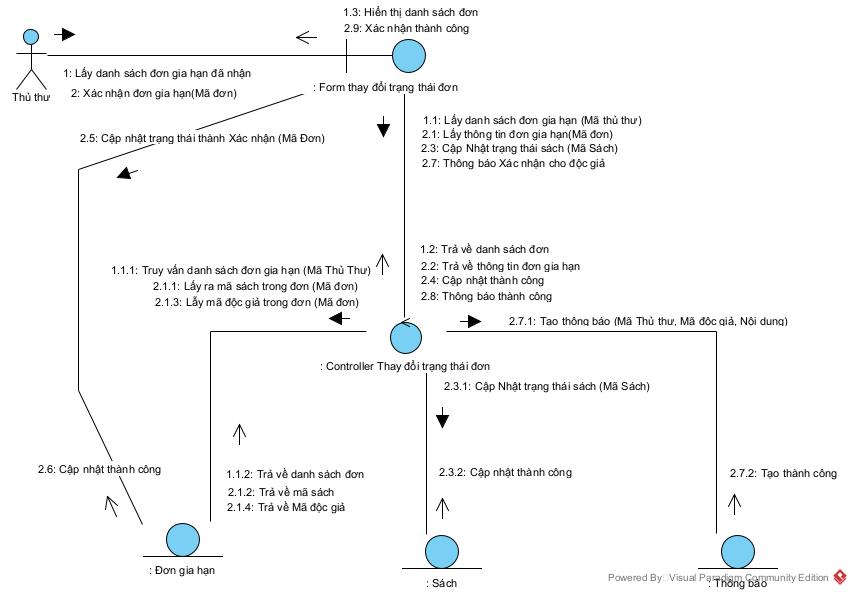 1.3: Hiển thị danh sách đơn
2.9: Xác nhận thành công
1: Lấy danh sách đơn gia hạn đã nhận
2: Xác nhận đơn gia hạn(Mã đơn)
Thủ thư
: Form thay đổi trạng thái đơn
2.5: Cập nhật trạng thái thành Xác nhận (Mã Đơn)
1.1: Lấy danh sách đơn gia hạn (Mã thủ thư)
2.1: Lấy thông tin đơn gia hạn(Mã đơn)
2.3: Cập Nhật trạng thái sách (Mã Sách)
2.7: Thông báo Xác nhận cho độc giả
1.2: Trả về danh sách đơn
2.2: Trả về thông tin đơn gia hạn
2.4: Cập nhật thành công
2.8: Thông báo thành công
1.1.1: Truy vấn danh sách đơn gia hạn (Mã Thủ Thư)
2.1.1: Lấy ra mã sách trong đơn (Mã đơn)
2.1.3: Lấy mã độc giả trong đơn (Mã đơn)
2.7.1: Tạo thông báo (Mã Thủ thư, Mã độc giả, Nội dung)
: Controller Thay đổi trạng thái đơn
2.3.1: Cập Nhật trạng thái sách (Mã Sách)
2.6: Cập nhật thành công
1.1.2: Trả về danh sách đơn
2.1.2: Trả về mã sách
2.1.4: Trả về Mã độc giả
2.3.2: Cập nhật thành công
2.7.2: Tạo thành công
: Đơn gia hạn
: Sách
: Thông báo
Powered By Visual Paradigm Community Edition